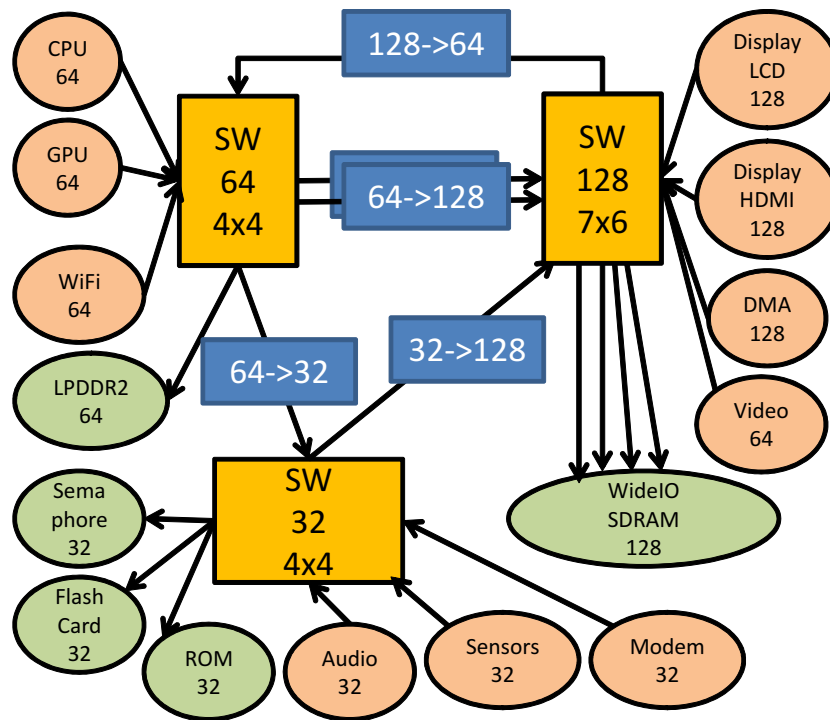 CPU
64
128->64
Display
LCD
128
SW
64
4x4
SW
128
7x6
GPU
64
64->128
Display
HDMI
128
WiFi
64
DMA
128
64->32
32->128
LPDDR2
64
Video
64
SW
32
4x4
Sema
phore
32
WideIO
SDRAM
128
Flash
Card
32
ROM
32
Audio
32
Sensors
32
Modem
32